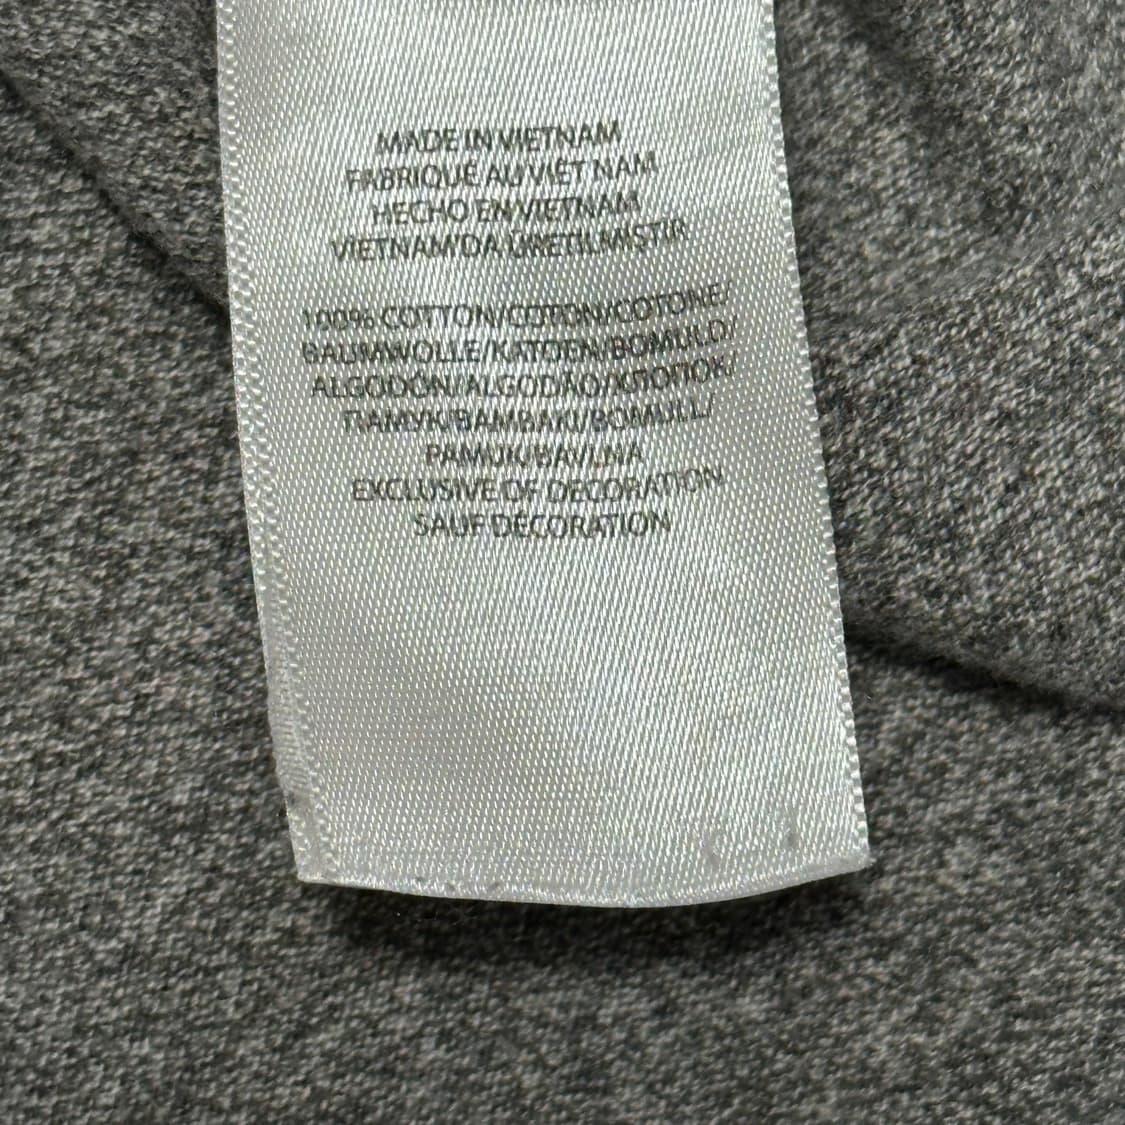 MADE IN VIETNAM
FABRIQUÉ AU VIÊT NAM
HECHO EN VIETNAM
VIETNAM'DA ÜRETİLMİŞTİR
100% COTTON/COTON/COTONE/
BAUMWOLLE/KATOEN/BOMULD/
ALGODÓN/ALGODÃO/ХЛОПОК/
ПАМУК/BAMBAKI/BOMULL/
PAMUK/BAVLNA
EXCLUSIVE OF DECORATION
SAUF DÉCORATION